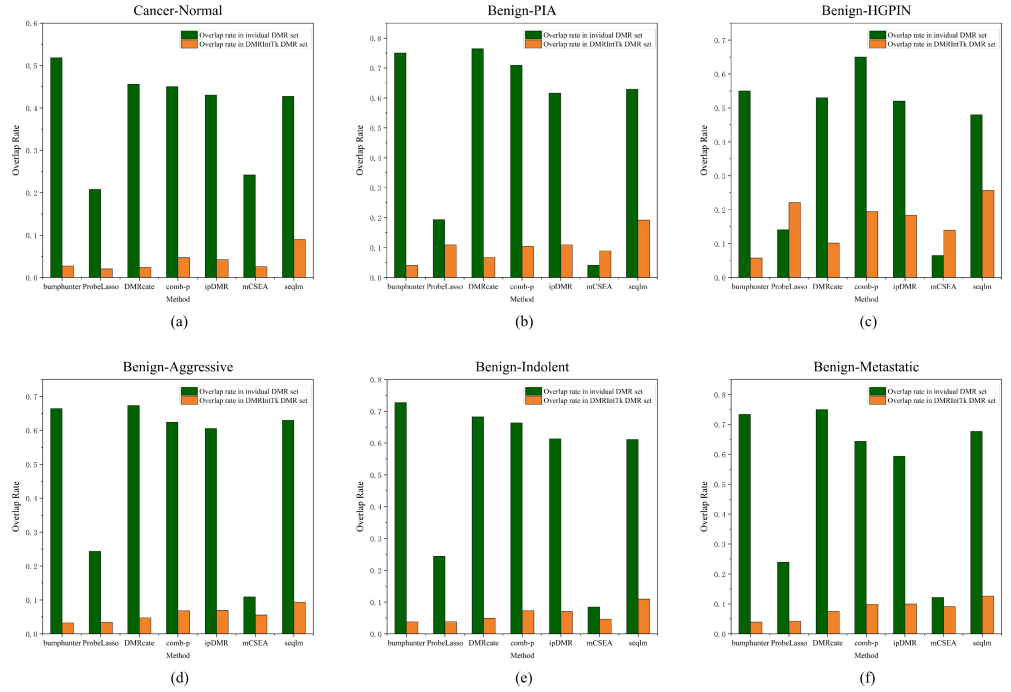 Cancer-Normal
Overlap rate in invidual DMR set
Overlap rate in DMRIntTk DMR set
Overlap Rate
0.6
0.5
0.4
0.3
0.2
0.1
0.0
bumphunter ProbeLasso DMRcate comb-p ipDMR mCSEA seqlm
Method
(a)
Benign-PIA
Overlap rate in invidual DMR set
Overlap rate in DMRIntTk DMR set
Overlap Rate
0.8
0.7
0.6
0.5
0.4
0.3
0.2
0.1
0.0
bumphunter ProbeLasso DMRcate comb-p ipDMR mCSEA seqlm
Method
(b)
Benign-HGPIN
Overlap rate in invidual DMR set
Overlap rate in DMRIntTk DMR set
Overlap Rate
0.7
0.6
0.5
0.4
0.3
0.2
0.1
0.0
bumphunter ProbeLasso DMRcate comb-p ipDMR mCSEA seqlm
Method
(c)
Benign-Aggressive
Overlap rate in invidual DMR set
Overlap rate in DMRIntTk DMR set
Overlap Rate
0.7
0.6
0.5
0.4
0.3
0.2
0.1
0.0
bumphunter ProbeLasso DMRcate comb-p ipDMR mCSEA seqlm
Method
(d)
Benign-Indolent
Overlap rate in invidual DMR set
Overlap rate in DMRIntTk DMR set
Overlap Rate
0.8
0.7
0.6
0.5
0.4
0.3
0.2
0.1
0.0
bumphunter ProbeLasso DMRcate comb-p ipDMR mCSEA seqlm
Method
(e)
Benign-Metastatic
Overlap rate in invidual DMR set
Overlap rate in DMRIntTk DMR set
Overlap Rate
0.8
0.7
0.6
0.5
0.4
0.3
0.2
0.1
0.0
bumphunter ProbeLasso DMRcate comb-p ipDMR mCSEA seqlm
Method
(f)